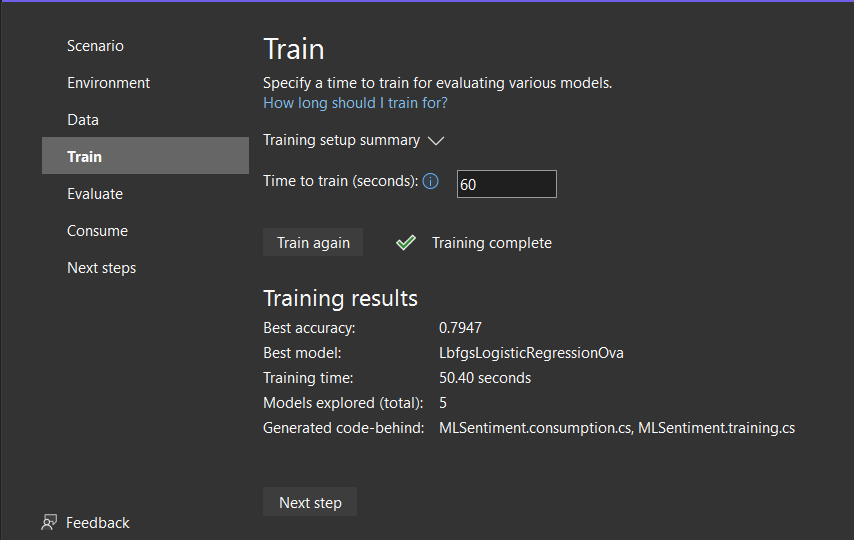 Scenario
Environment
Data
Train
Evaluate
Consume
Next steps
Feedback
Train
Specify a time to train for evaluating various models.
How long should I train for?
Training setup summary
Time to train (seconds): 60
Train again
Training complete
Training results
Best accuracy: 0.7947
Best model: LbfgsLogisticRegressionOva
Training time: 50.40 seconds
Models explored (total): 5
Generated code-behind: MLSentiment.consumption.cs, MLSentiment.training.cs
Next step